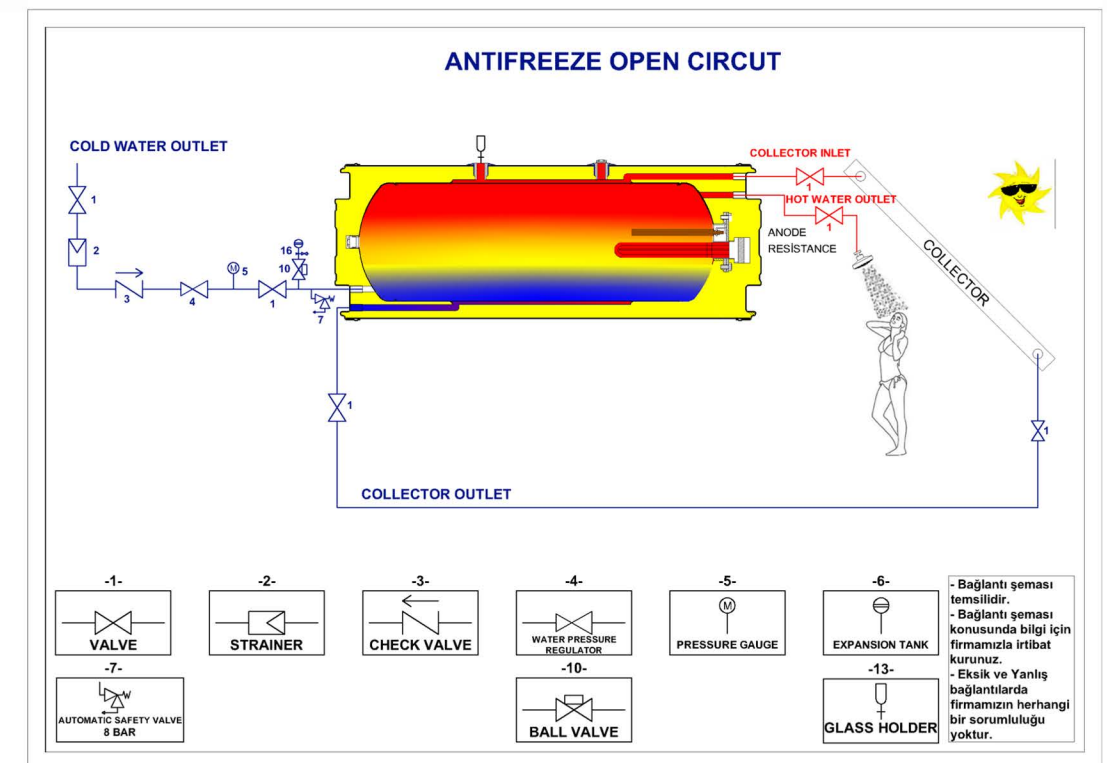 ANTIFREEZE OPEN CIRCUT
COLD WATER OUTLET
1
2
3
4
M 5
1
16
10
7
COLLECTOR INLET
1
HOT WATER OUTLET
1
ANODE
RESİSTANCE
COLLECTOR
1
1
COLLECTOR OUTLET
-1-
VALVE
-2-
STRAINER
-3-
CHECK VALVE
-4-
WATER PRESSURE
REGULATOR
-5-
M
PRESSURE GAUGE
-6-
EXPANSION TANK
-7-
AUTOMATIC SAFETY VALVE
8 BAR
-10-
BALL VALVE
-13-
GLASS HOLDER
- Bağlantı şeması
temsilidir.
- Bağlantı şeması
konusunda bilgi için
firmamızla irtibat
kurunuz.
- Eksik ve Yanlış
bağlantılarda
firmamızın herhangi
bir sorumluluğu
yoktur.